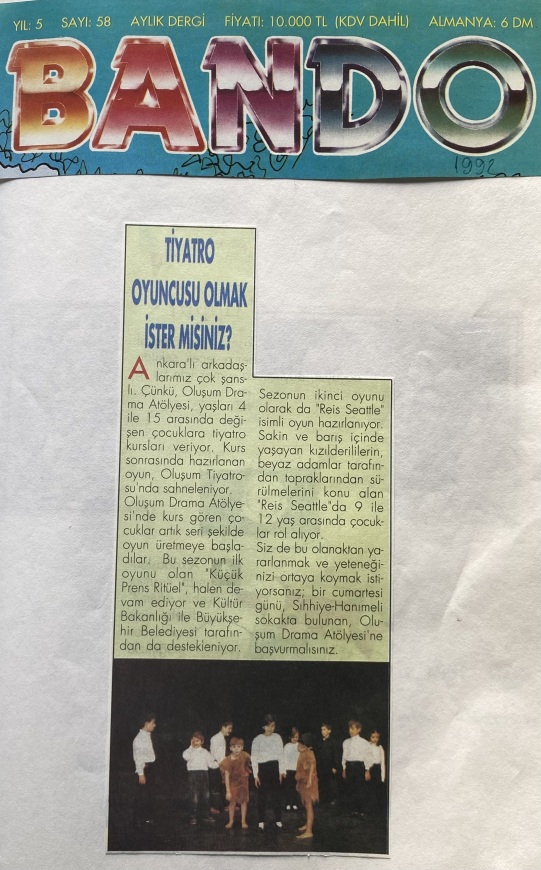 YIL: 5 SAYI: 58 AYLIK DERGİ FİYATI: 10.000 TL (KDV DAHİL) ALMANYA: 6 DM
BANDO
1992
TİYATRO
OYUNCUSU OLMAK
İSTER MİSİNİZ?
Ankara'lı arkadaş-
larımız çok şans-
lı. Çünkü, Oluşum Dra-
ma Atölyesi, yaşları 4
ile 15 arasında deği-
şen çocuklara tiyatro
kursları veriyor. Kurs
sonrasında hazırlanan
oyun, Oluşum Tiyatro-
su'nda sahneleniyor.
Oluşum Drama Atölye-
si'nde kurs gören ço-
cuklar artık seri şekilde
oyun üretmeye başla-
dılar. Bu sezonun ilk
oyunu olan "Küçük
Prens Ritüel", halen de-
vam ediyor ve Kültür
Bakanlığı ile Büyükşe-
hir Belediyesi tarafın-
dan da destekleniyor.
Sezonun ikinci oyunu
olarak da "Reis Seattle"
isimli oyun hazırlanıyor.
Sakin ve barış içinde
yaşayan kızılderililerin,
beyaz adamlar tarafın-
dan topraklarından sü-
rülmelerini konu alan
"Reis Seattle"da 9 ile
12 yaş arasında çocuk-
lar rol alıyor.
Siz de bu olanaktan ya-
rarlanmak ve yeteneği-
nizi ortaya koymak isti-
yorsanız; bir cumartesi
günü, Sıhhiye-Hanımeli
sokakta bulunan, Olu-
şum Drama Atölyesi'ne
başvurmalısınız.